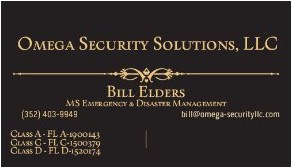 Omega Security Solutions, LLC
Bill Elders
MS Emergency & Disaster Management
(352) 403-9949 bill@omega-securityllc.com
Class A - FL A-1900143
Class C - FL C-1500379
Class D - FL D-1520174